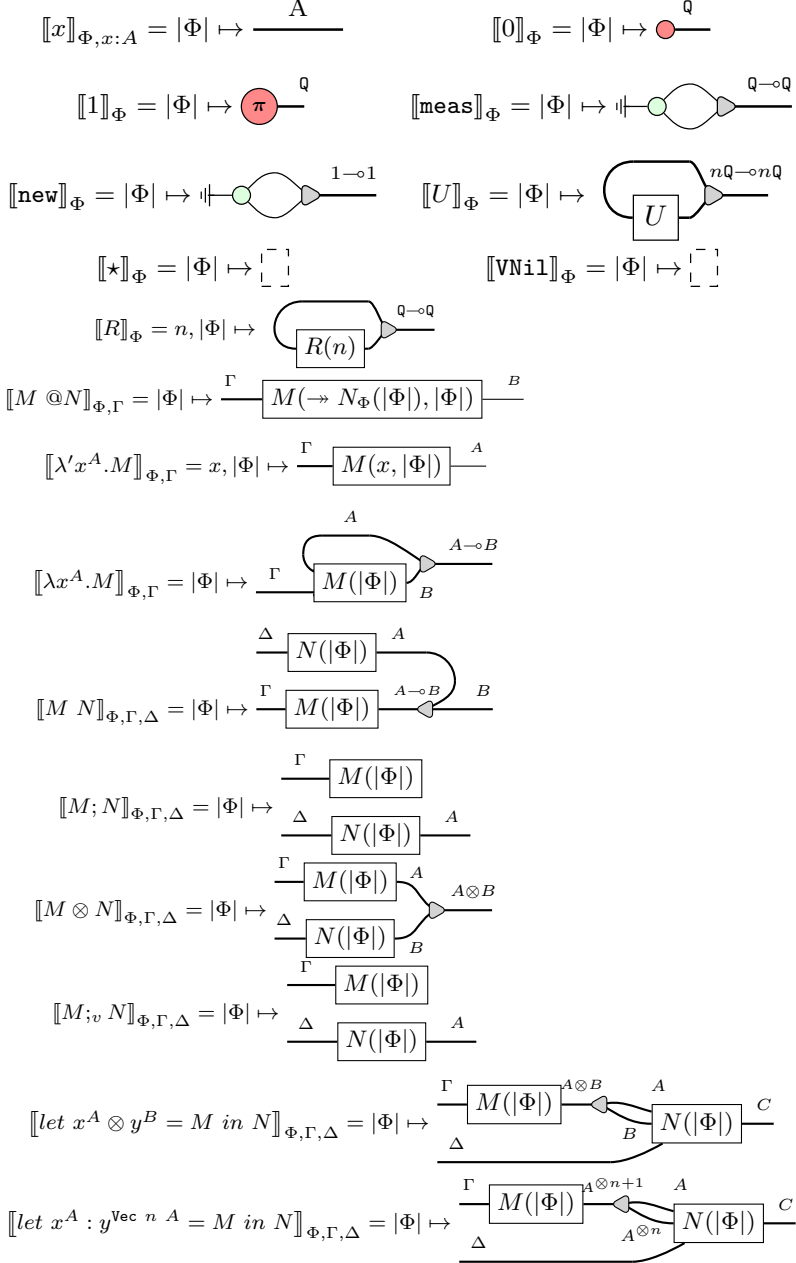 ⟦x⟧_{Φ,x:A} = |Φ| ↦ A ⟦0⟧_Φ = |Φ| ↦ Q
⟦1⟧_Φ = |Φ| ↦ π Q ⟦meas⟧_Φ = |Φ| ↦ Q⊸Q
⟦new⟧_Φ = |Φ| ↦ 1⊸1 ⟦U⟧_Φ = |Φ| ↦ U nQ⊸nQ
⟦⋆⟧_Φ = |Φ| ↦ ⟦VNil⟧_Φ = |Φ| ↦
⟦R⟧_Φ = n, |Φ| ↦ R(n) Q⊸Q
⟦M @N⟧_{Φ,Γ} = |Φ| ↦ Γ M(↠ N_Φ(|Φ|), |Φ|) B
⟦λ′x^A.M⟧_{Φ,Γ} = x, |Φ| ↦ Γ M(x, |Φ|) A
⟦λx^A.M⟧_{Φ,Γ} = |Φ| ↦ Γ A M(|Φ|) B A⊸B
Δ N(|Φ|) A
⟦M N⟧_{Φ,Γ,Δ} = |Φ| ↦ Γ M(|Φ|) A⊸B B
Γ M(|Φ|)
⟦M; N⟧_{Φ,Γ,Δ} = |Φ| ↦
Δ N(|Φ|) A
Γ M(|Φ|) A
⟦M ⊗ N⟧_{Φ,Γ,Δ} = |Φ| ↦ A⊗B
Δ N(|Φ|) B
Γ M(|Φ|)
⟦M;_v N⟧_{Φ,Γ,Δ} = |Φ| ↦
Δ N(|Φ|) A
Γ M(|Φ|) A⊗B A
⟦let x^A ⊗ y^B = M in N⟧_{Φ,Γ,Δ} = |Φ| ↦ B N(|Φ|) C
Δ
Γ M(|Φ|) A^{⊗n+1} A
⟦let x^A : y^{Vec n A} = M in N⟧_{Φ,Γ,Δ} = |Φ| ↦ A^{⊗n} N(|Φ|) C
Δ